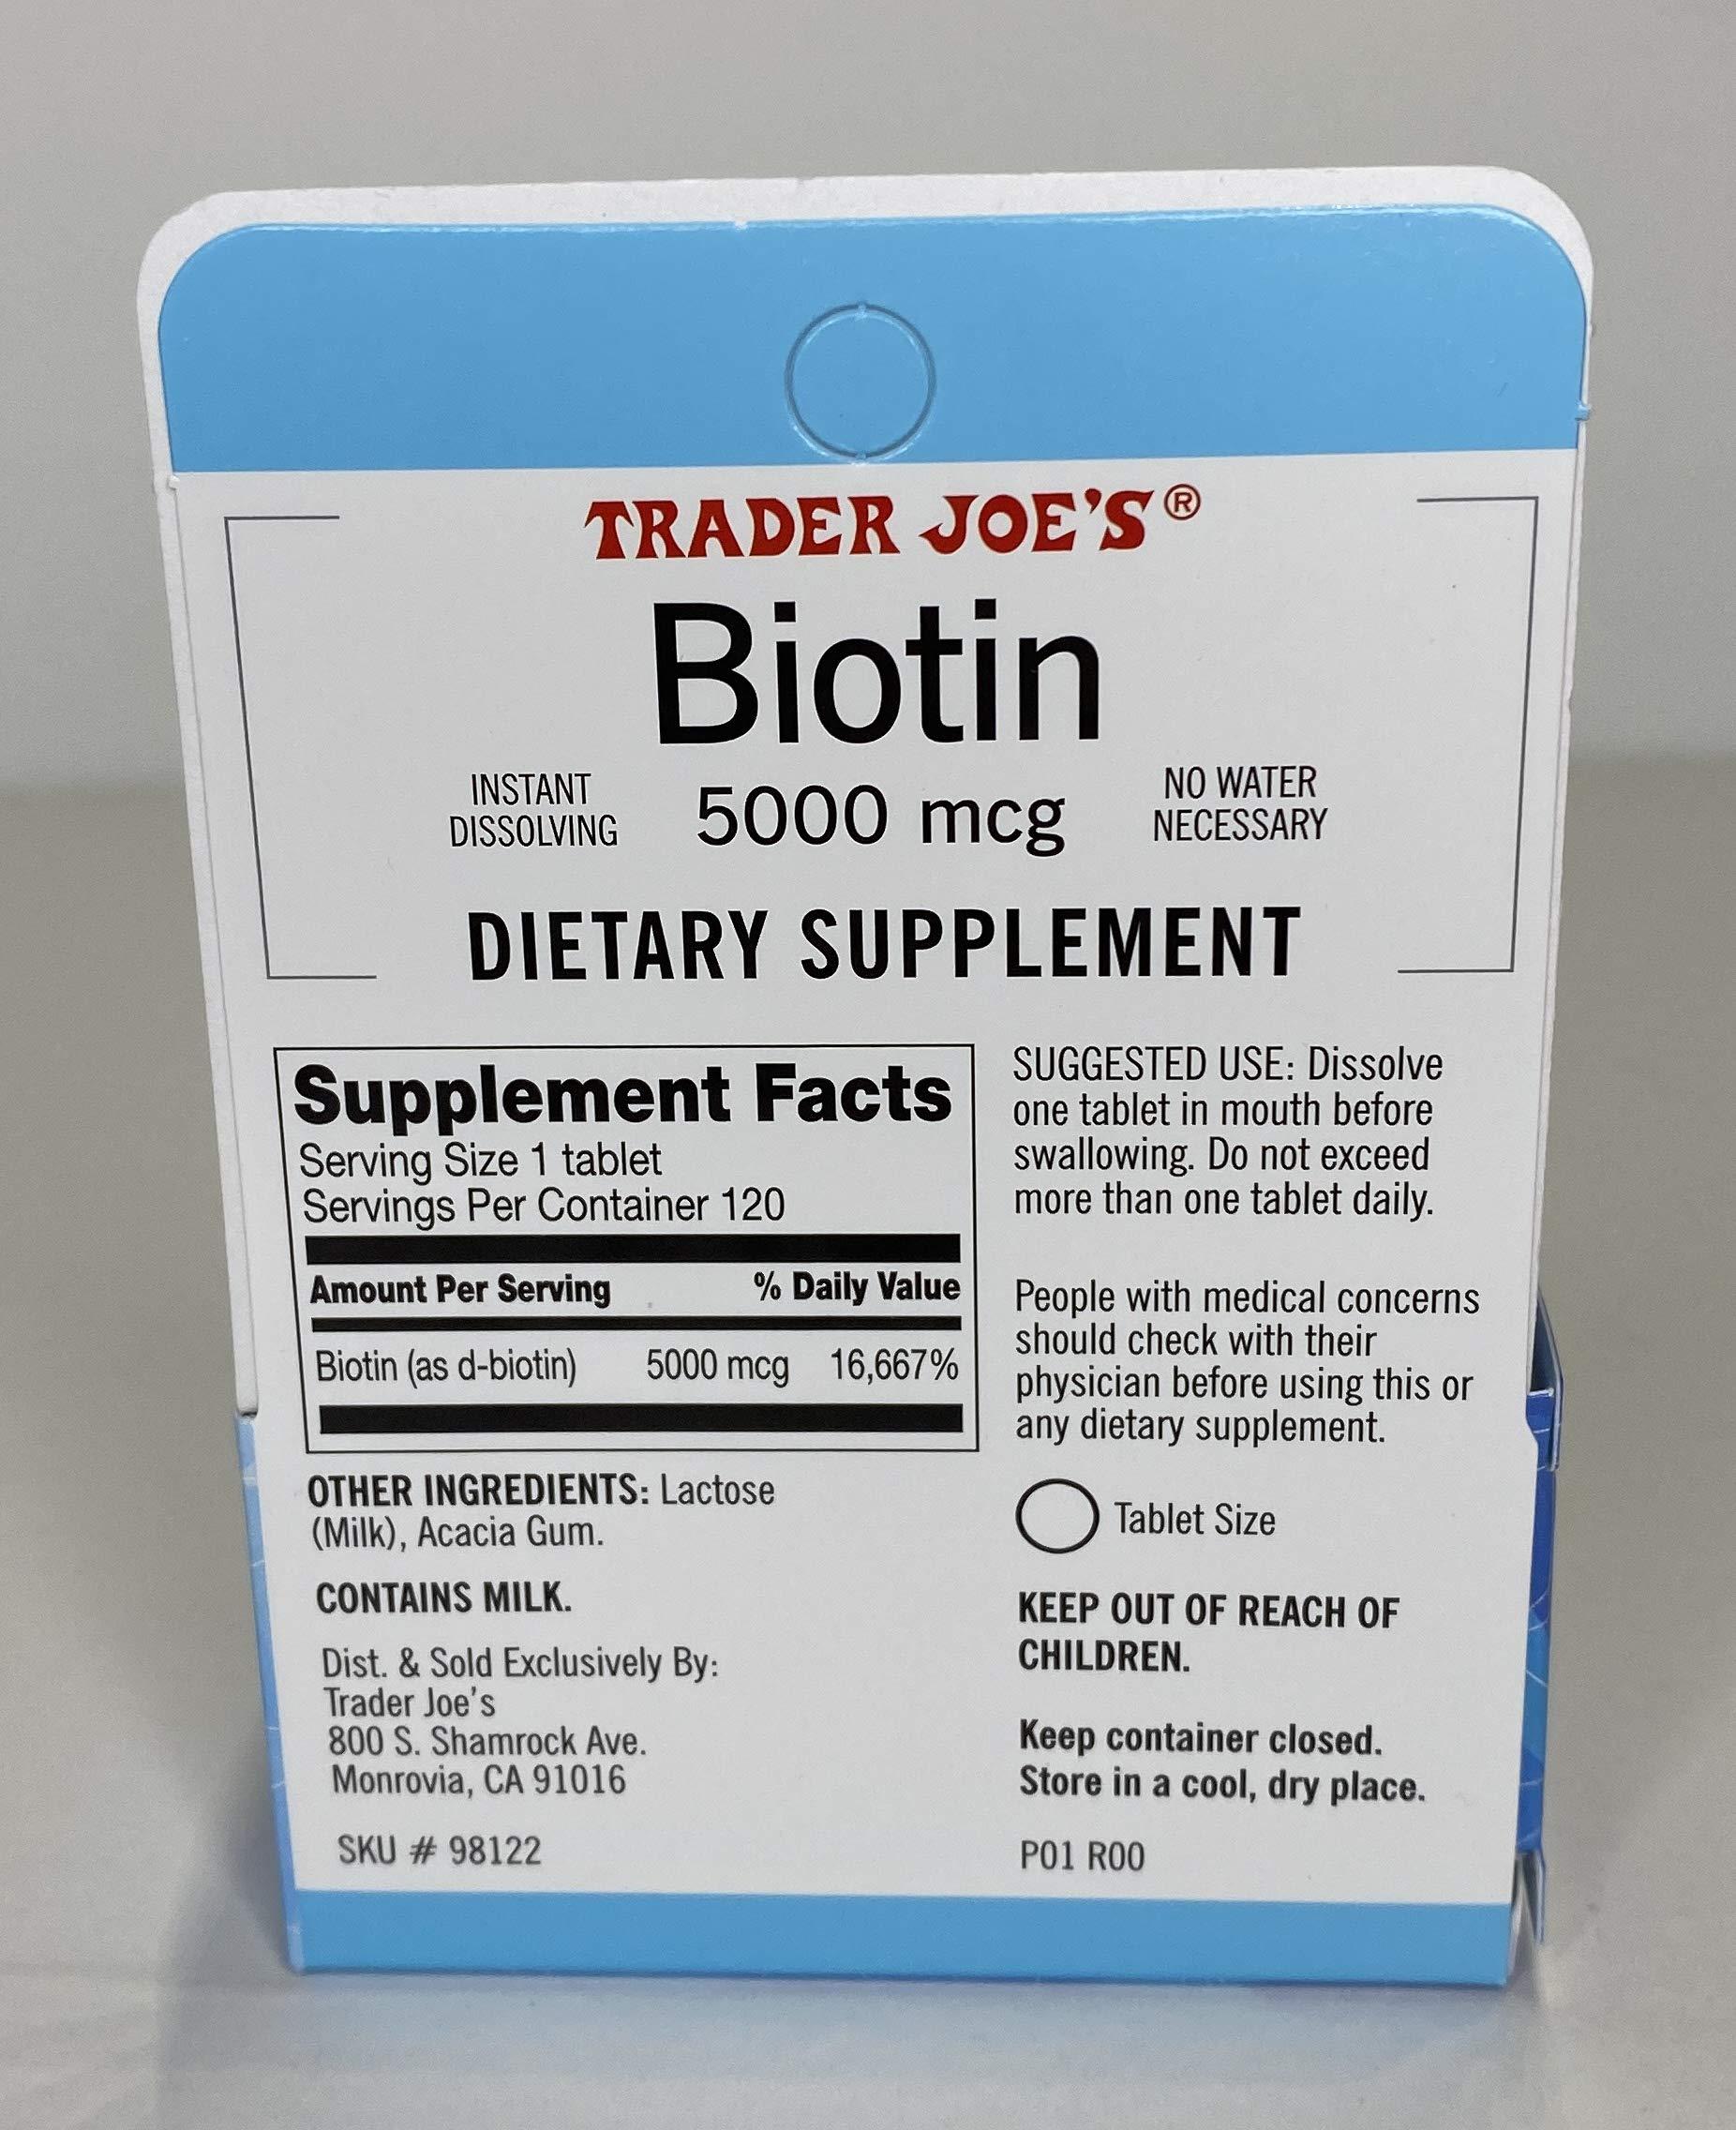 TRADER JOE'S®
Biotin
INSTANT
DISSOLVING
5000 mcg
NO WATER
NECESSARY
DIETARY SUPPLEMENT
Supplement Facts
Serving Size 1 tablet
Servings Per Container 120
Amount Per Serving % Daily Value
Biotin (as d-biotin) 5000 mcg 16,667%
OTHER INGREDIENTS: Lactose
(Milk), Acacia Gum.
CONTAINS MILK.
Dist. & Sold Exclusively By:
Trader Joe's
800 S. Shamrock Ave.
Monrovia, CA 91016
SKU # 98122
SUGGESTED USE: Dissolve
one tablet in mouth before
swallowing. Do not exceed
more than one tablet daily.
People with medical concerns
should check with their
physician before using this or
any dietary supplement.
Tablet Size
KEEP OUT OF REACH OF
CHILDREN.
Keep container closed.
Store in a cool, dry place.
P01 R00